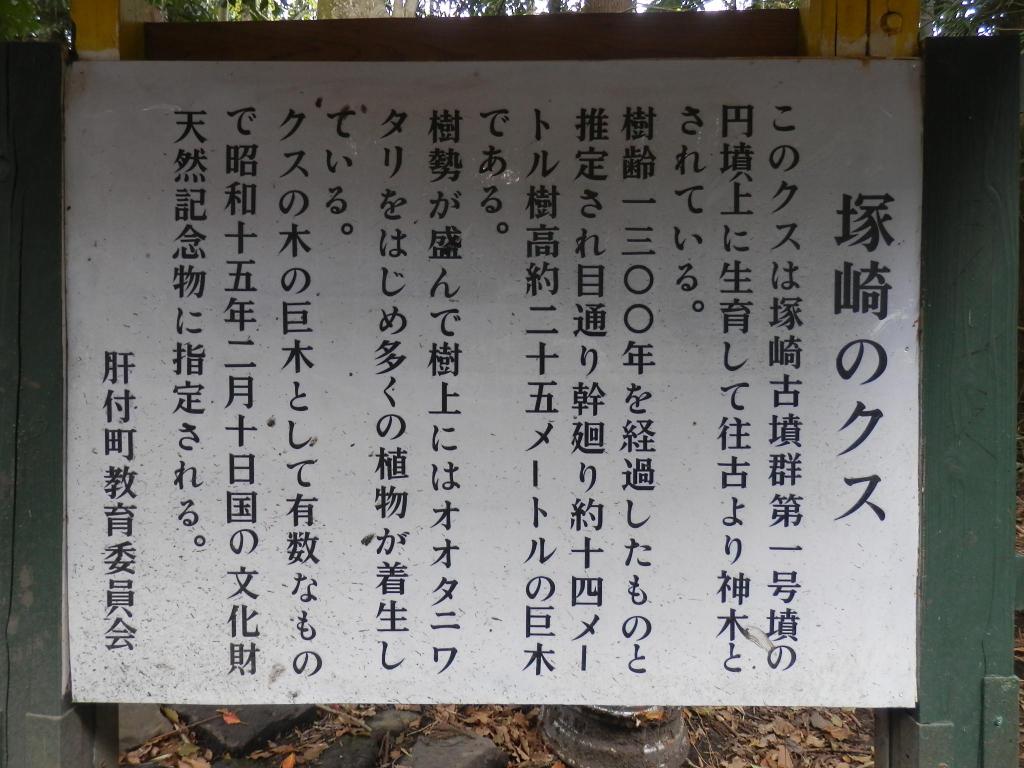 塚崎のクス
このクスは塚崎古墳群第一号墳の
円墳上に生育して往古より神木と
されている。
樹齢一三〇〇年を経過したものと
推定され目通り幹廻り約十四メー
トル樹高約二十五メートルの巨木
である。
樹勢が盛んで樹上にはオオタニワ
タリをはじめ多くの植物が着生し
ている。
クスの木の巨木として有数なもの
で昭和十五年二月十日国の文化財
天然記念物に指定される。
肝付町教育委員会